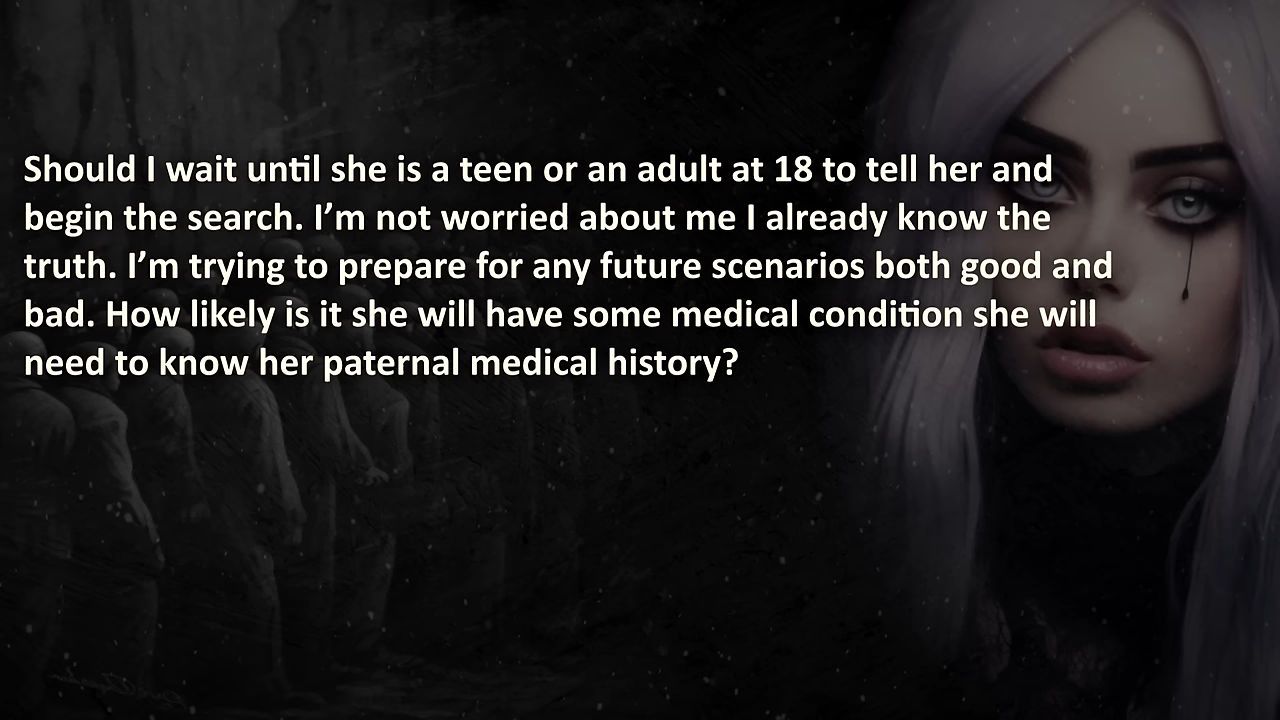 Should I wait until she is a teen or an adult at 18 to tell her and
begin the search. I’m not worried about me I already know the
truth. I’m trying to prepare for any future scenarios both good and
bad. How likely is it she will have some medical condition she will
need to know her paternal medical history?